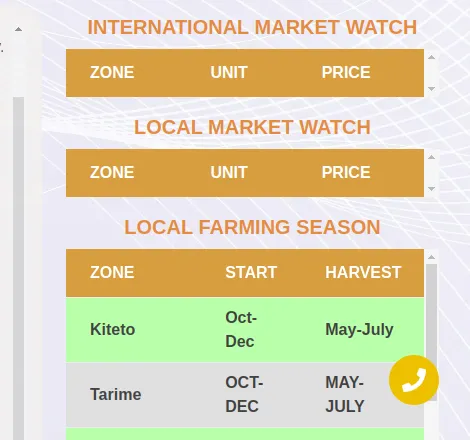 INTERNATIONAL MARKET WATCH
ZONE UNIT PRICE
LOCAL MARKET WATCH
ZONE UNIT PRICE
LOCAL FARMING SEASON
ZONE START HARVEST
Kiteto Oct-Dec May-July
Tarime OCT-DEC MAY-JULY